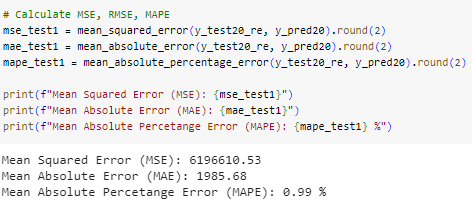 # Calculate MSE, RMSE, MAPE
mse_test1 = mean_squared_error(y_test20_re, y_pred20).round(2)
mae_test1 = mean_absolute_error(y_test20_re, y_pred20).round(2)
mape_test1 = mean_absolute_percentage_error(y_test20_re, y_pred20).round(2)
print(f"Mean Squared Error (MSE): {mse_test1}")
print(f"Mean Absolute Error (MAE): {mae_test1}")
print(f"Mean Absolute Percetange Error (MAPE): {mape_test1} %")
Mean Squared Error (MSE): 6196610.53
Mean Absolute Error (MAE): 1985.68
Mean Absolute Percetange Error (MAPE): 0.99 %